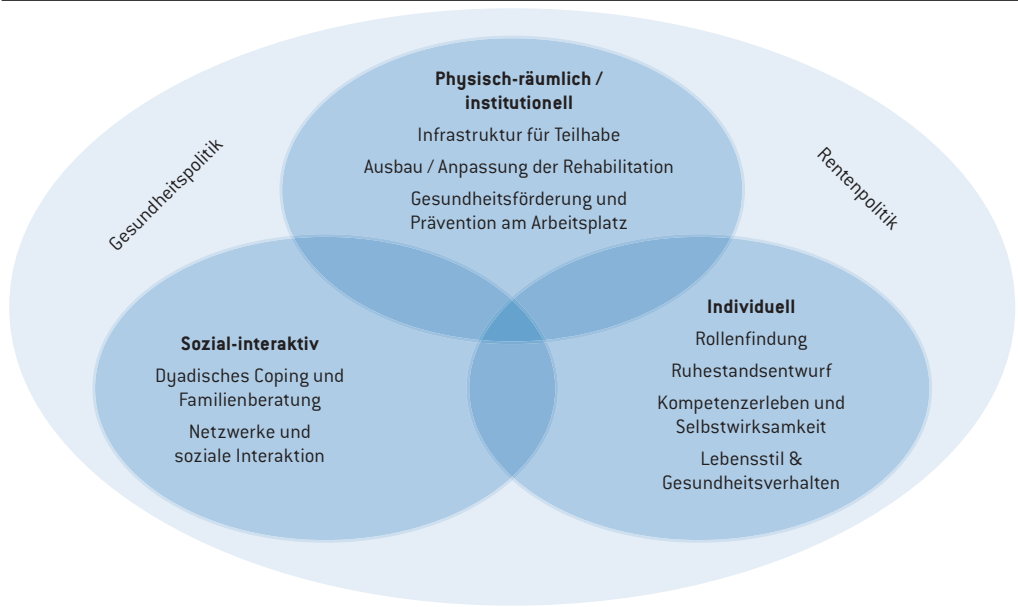 Physisch-räumlich /
institutionell
Infrastruktur für Teilhabe
Ausbau / Anpassung der Rehabilitation
Gesundheitsförderung und
Prävention am Arbeitsplatz
Gesundheitspolitik
Rentenpolitik
Sozial-interaktiv
Dyadisches Coping und
Familienberatung
Netzwerke und
soziale Interaktion
Individuell
Rollenfindung
Ruhestandsentwurf
Kompetenzerleben und
Selbstwirksamkeit
Lebensstil &
Gesundheitsverhalten